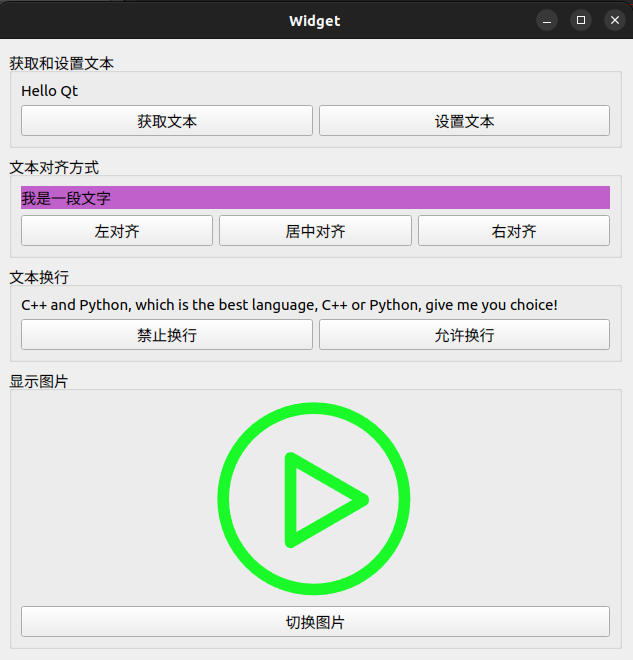 Widget
获取和设置文本
Hello Qt
获取文本 设置文本
文本对齐方式
我是一段文字
左对齐 居中对齐 右对齐
文本换行
C++ and Python, which is the best language, C++ or Python, give me you choice!
禁止换行 允许换行
显示图片
切换图片